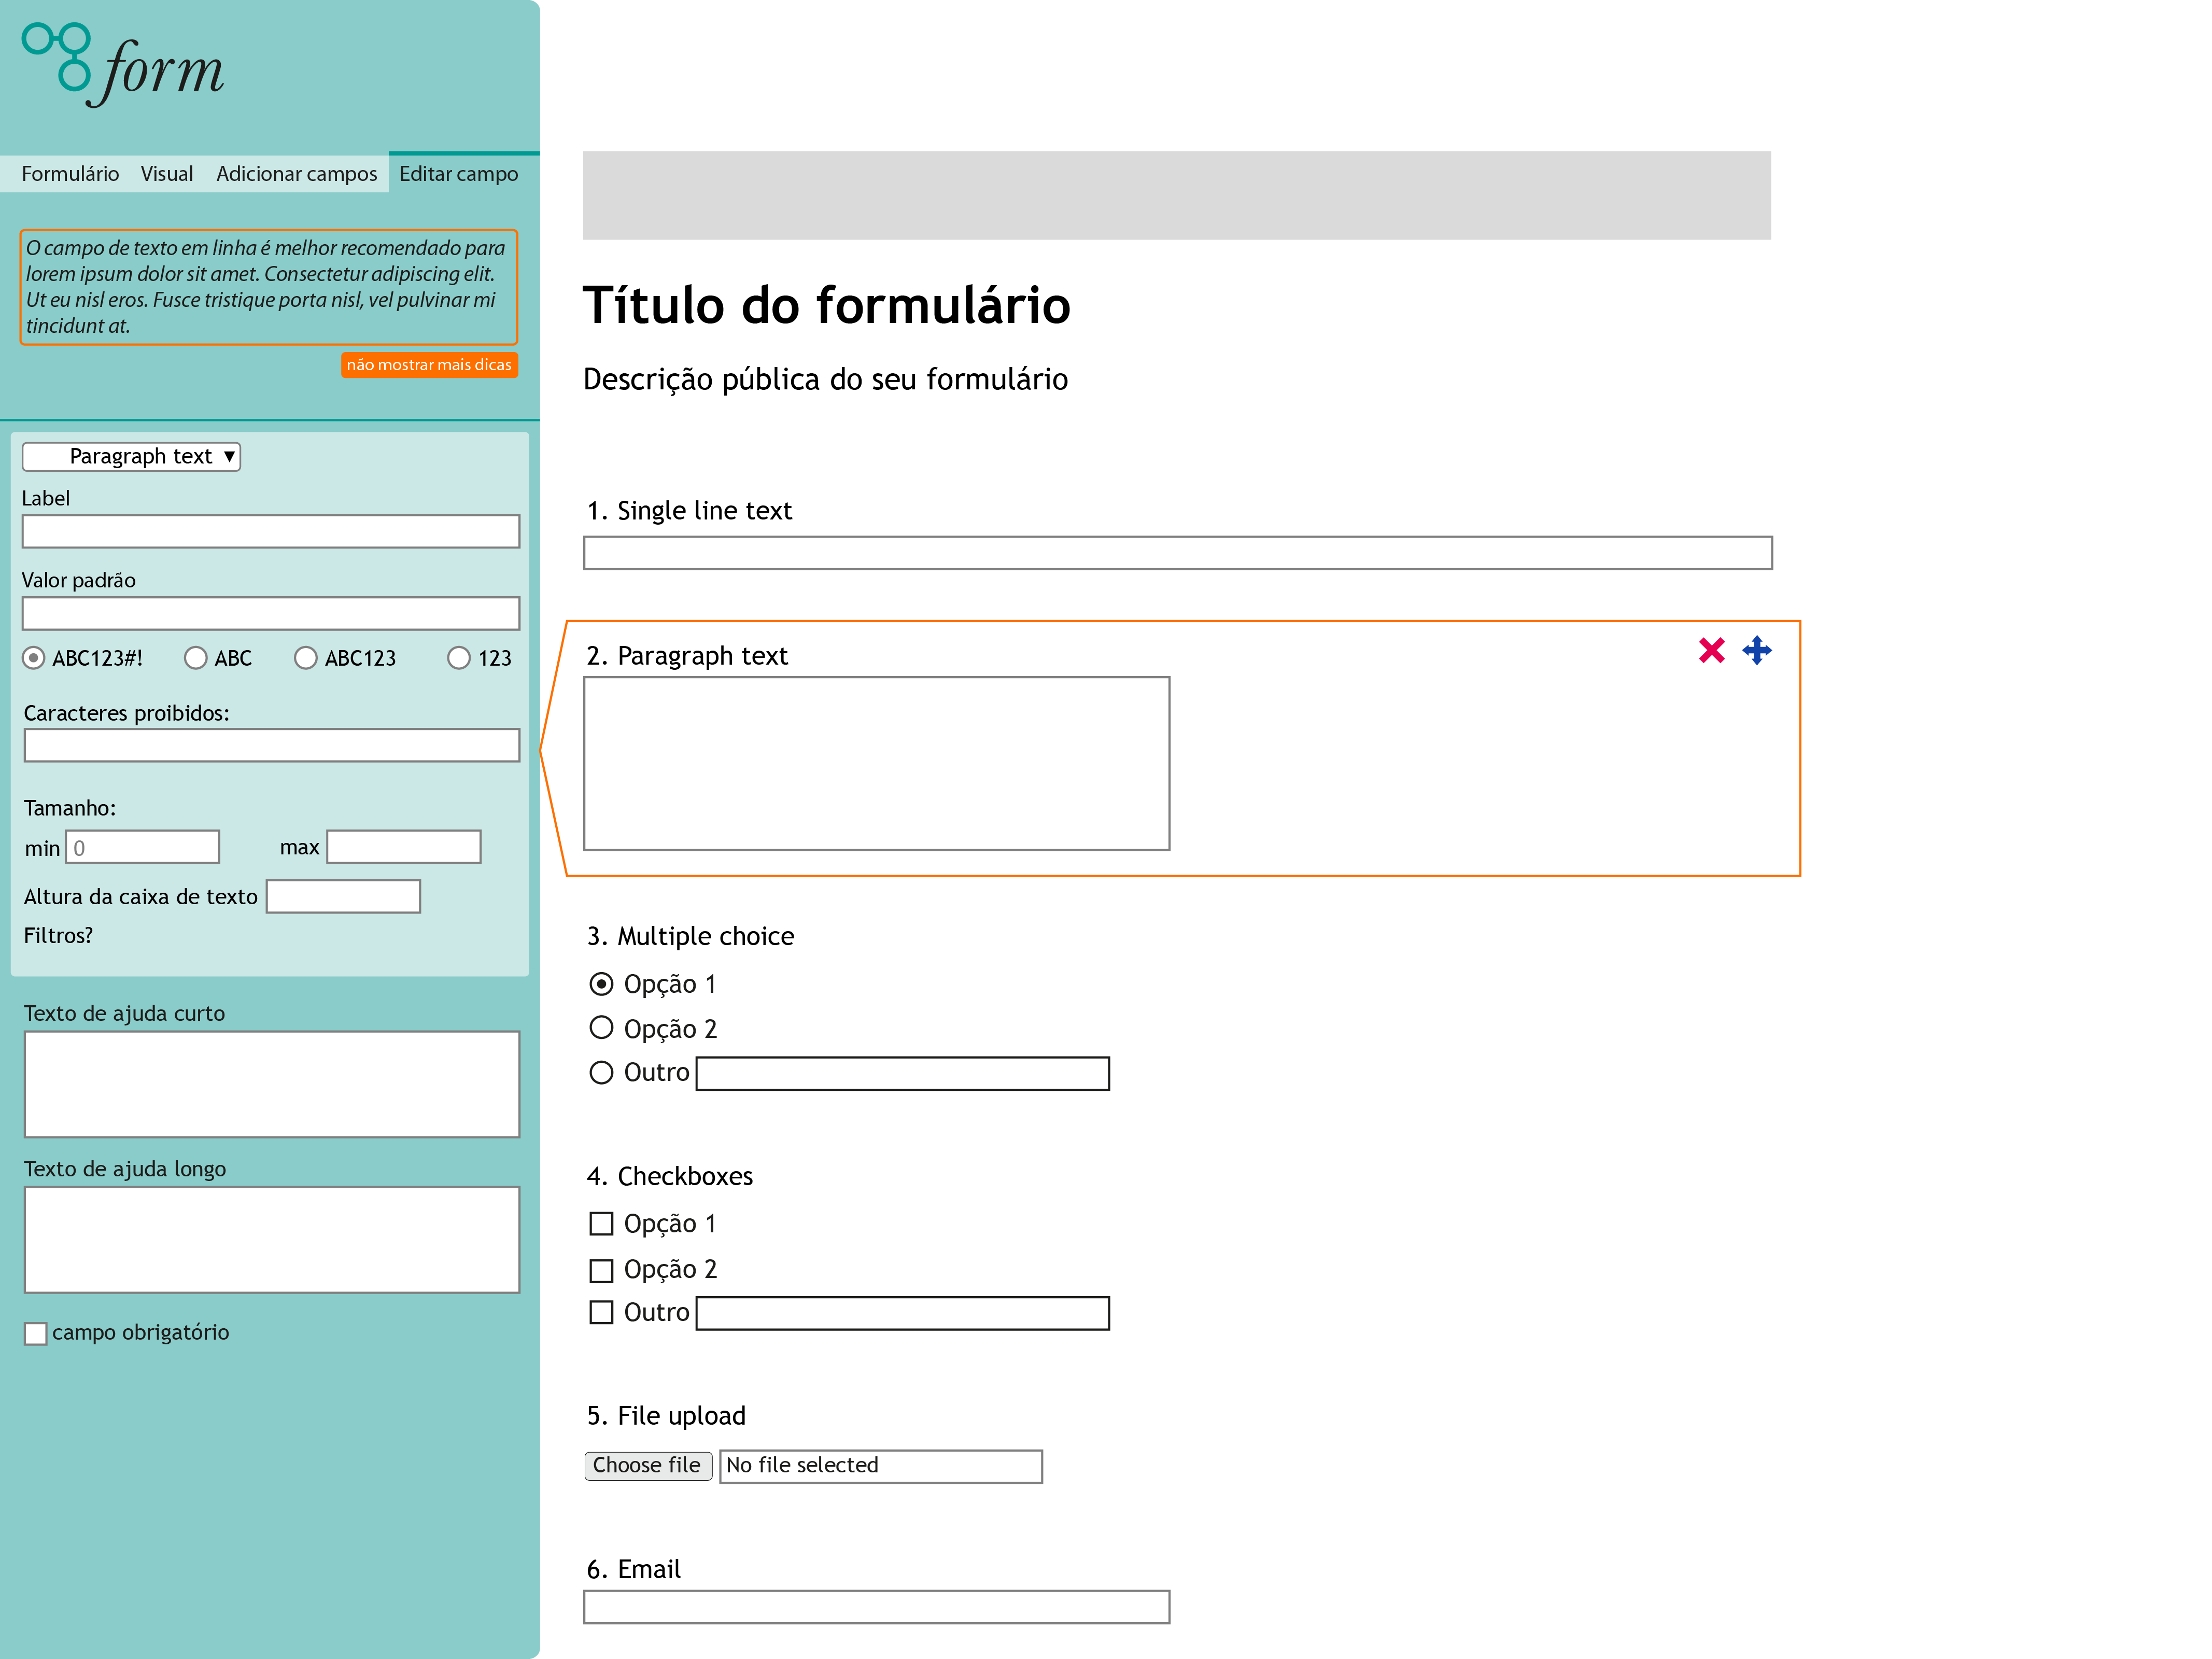 form
Formulário Visual Adicionar campos Editar campo
O campo de texto em linha é melhor recomendado para
lorem ipsum dolor sit amet. Consectetur adipiscing elit.
Ut eu nisl eros. Fusce tristique porta nisl, vel pulvinar mi
tincidunt at.
não mostrar mais dicas
Paragraph text ▼
Label
Valor padrão
ABC123#! ABC ABC123 123
Caracteres proibidos:
Tamanho:
min 0 max
Altura da caixa de texto
Filtros?
Texto de ajuda curto
Texto de ajuda longo
campo obrigatório
Título do formulário
Descrição pública do seu formulário
1. Single line text
2. Paragraph text
3. Multiple choice
Opção 1
Opção 2
Outro
4. Checkboxes
Opção 1
Opção 2
Outro
5. File upload
Choose file No file selected
6. Email